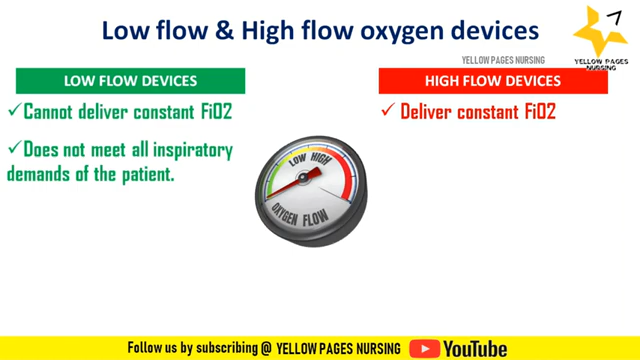 Low flow & High flow oxygen devices
YELLOW PAGES NURSING
YELLOW PAGES
NURSING
LOW FLOW DEVICES
✓Cannot deliver constant FiO2
✓Does not meet all inspiratory
demands of the patient.
HIGH FLOW DEVICES
✓ Deliver constant FiO2
LOW HIGH
OXYGEN FLOW
Follow us by subscribing @ YELLOW PAGES NURSING YouTube